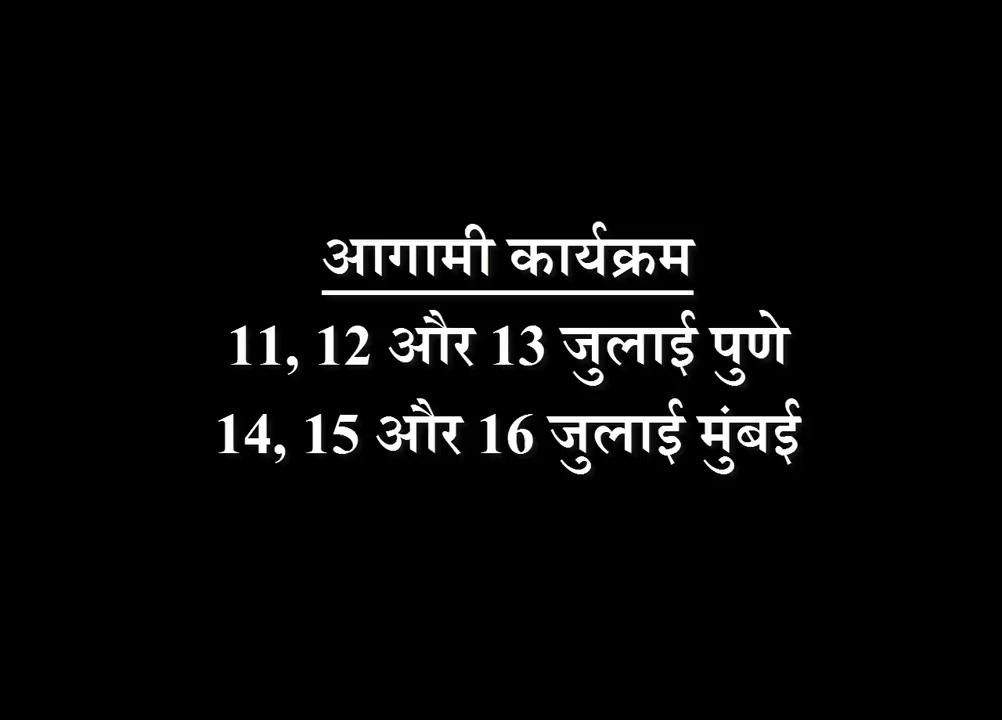 आगामी कार्यक्रम
11, 12 और 13 जुलाई पुणे
14, 15 और 16 जुलाई मुंबई